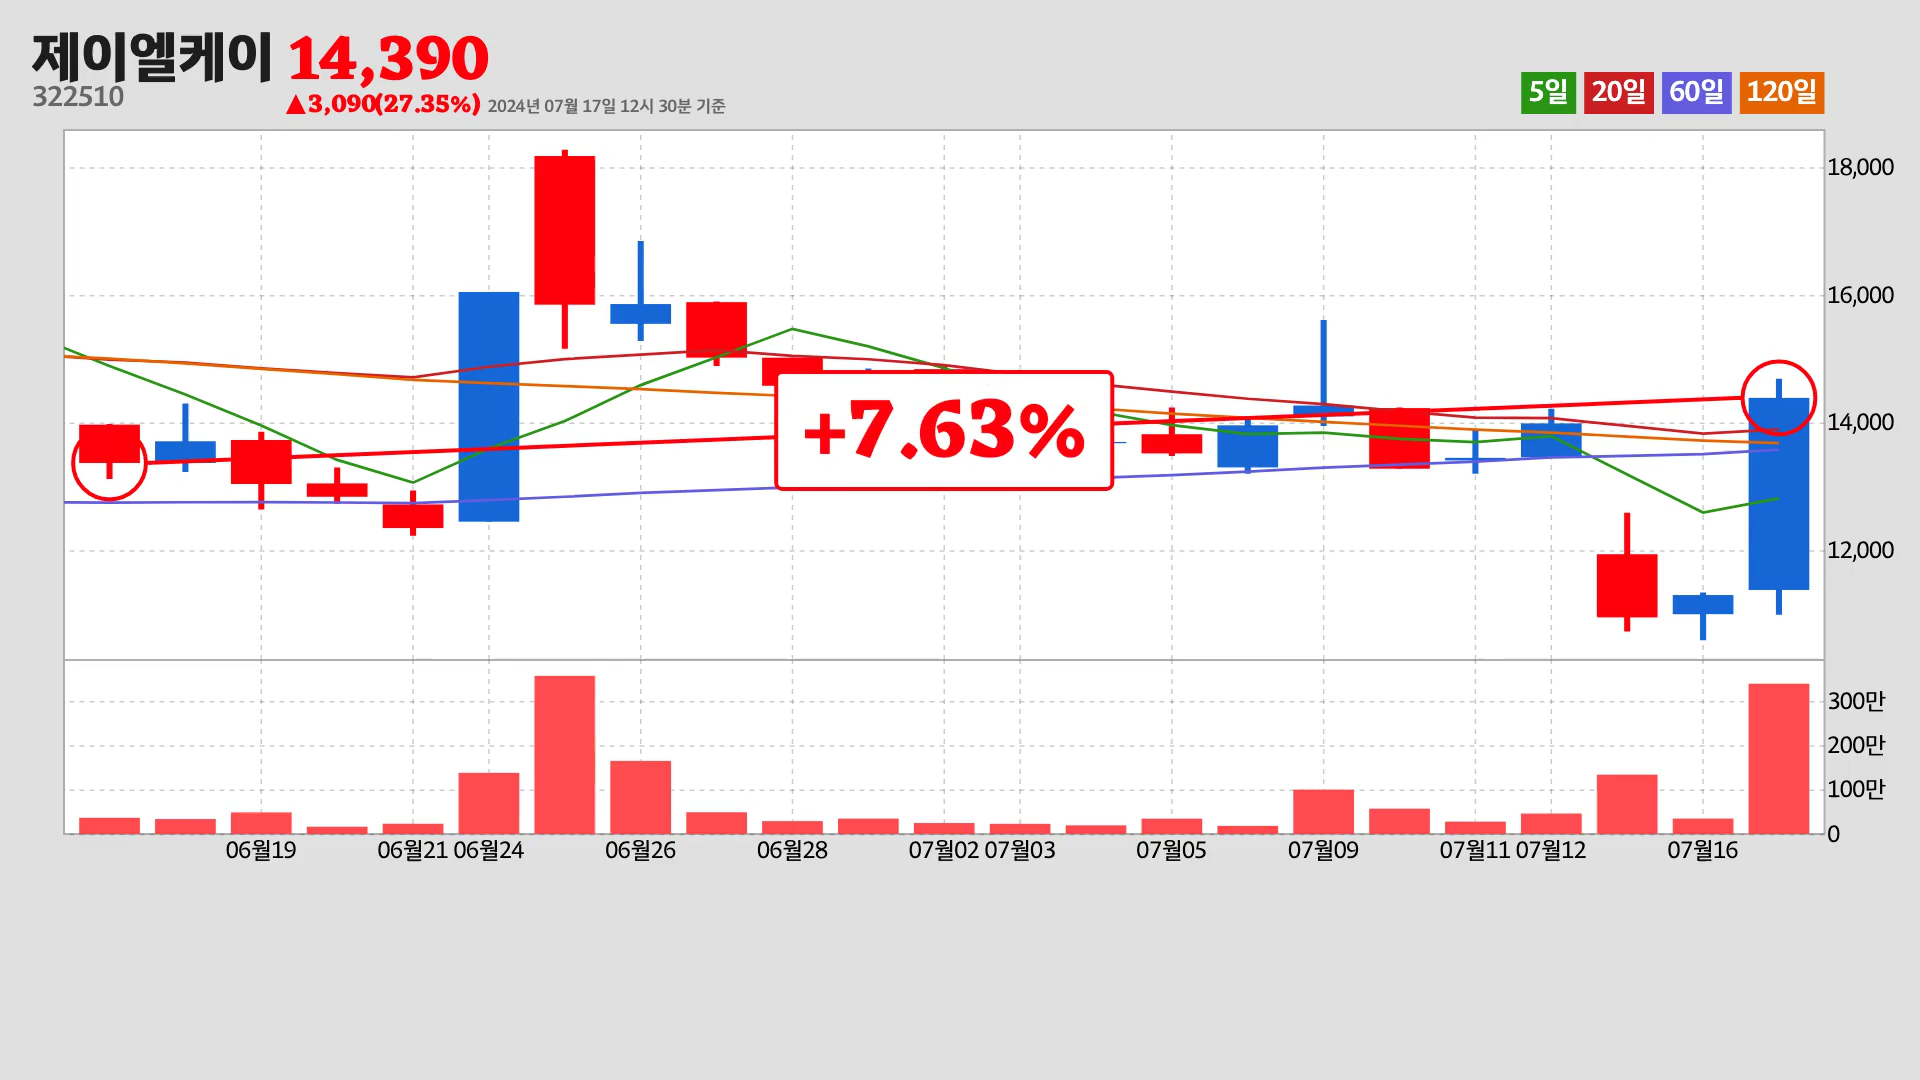 제이엘케이 14,390
322510
▲3,090(27.35%) 2024년 07월 17일 12시 30분 기준
5일 20일 60일 120일
18,000
16,000
14,000
12,000
+7.63%
300만
200만
100만
0
06월19 06월21 06월24 06월26 06월28 07월02 07월03 07월05 07월09 07월11 07월12 07월16